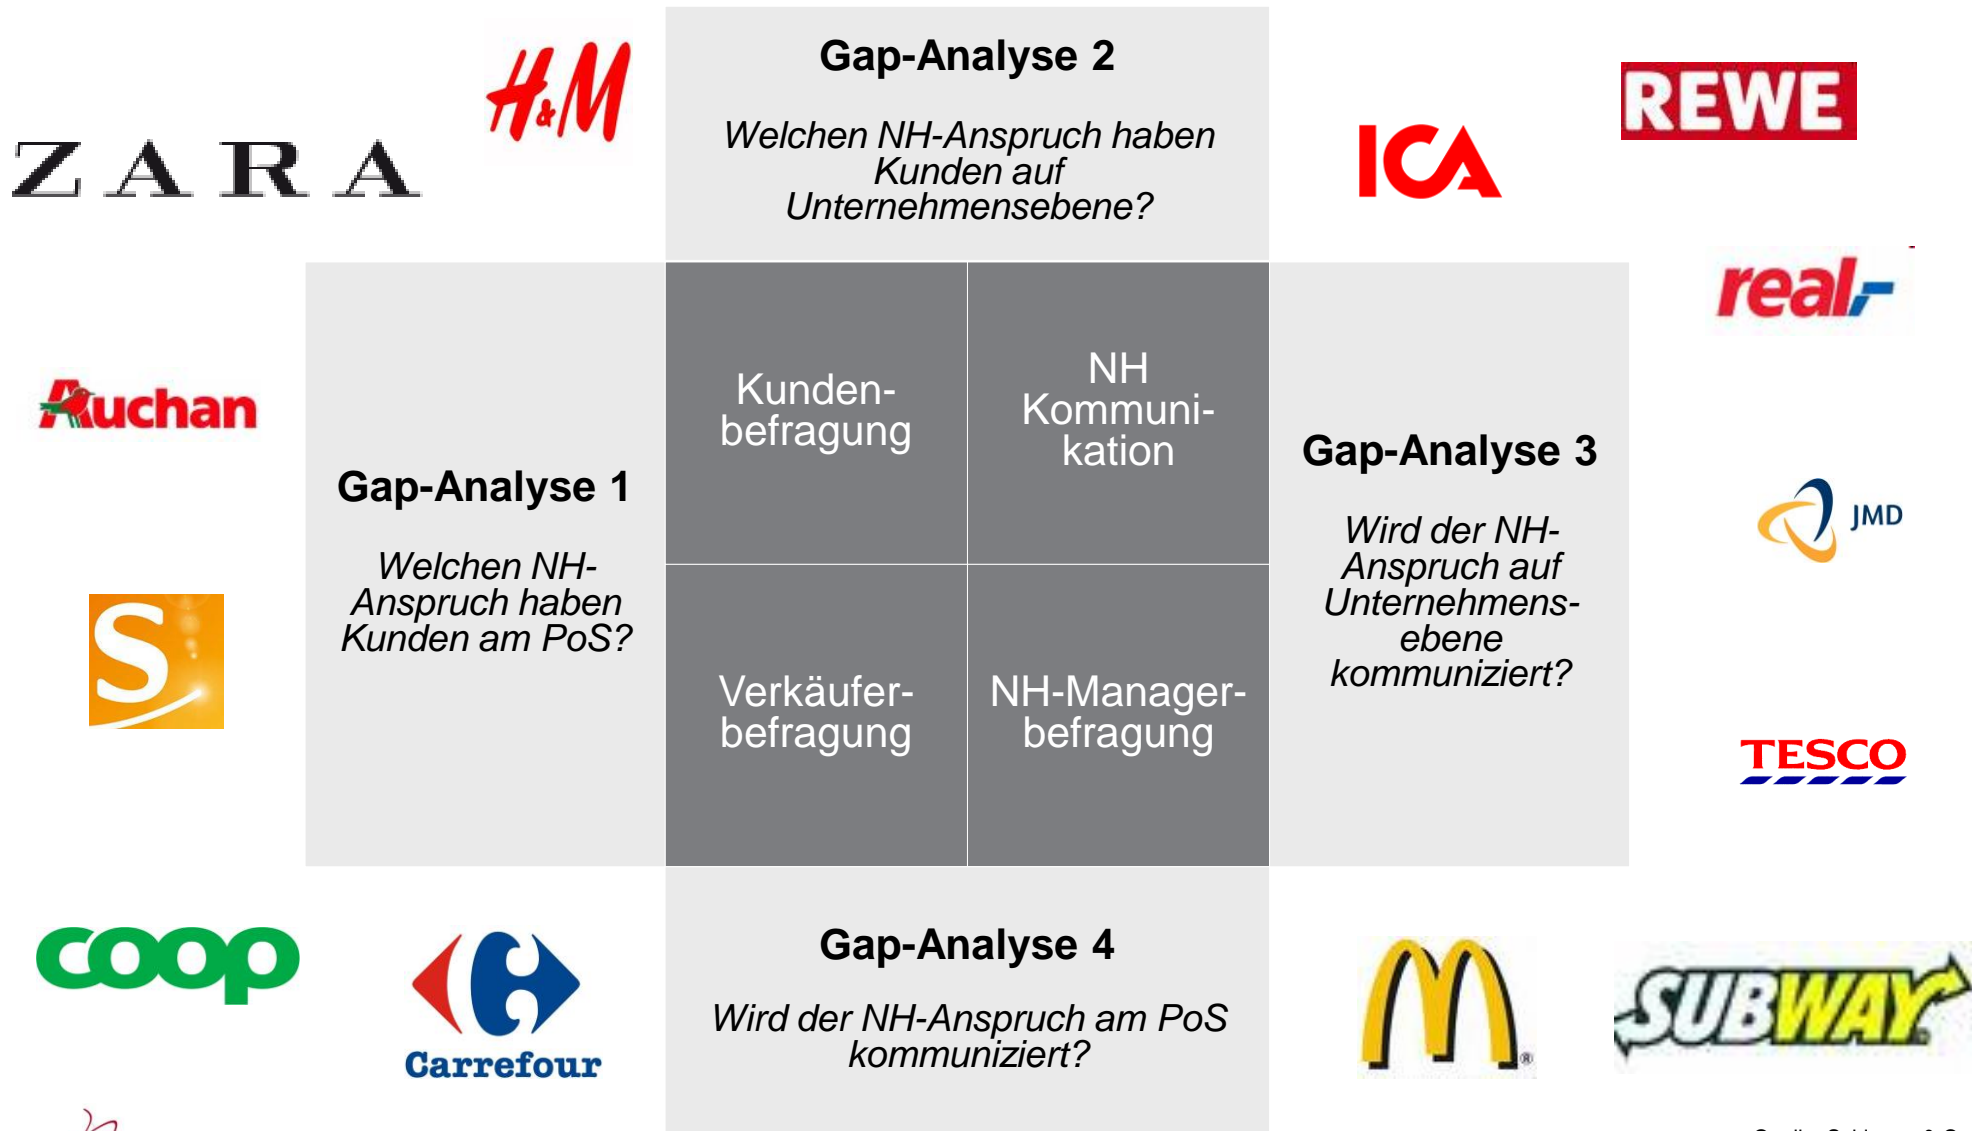 H&M
ZARA
Gap-Analyse 2
Welchen NH-Anspruch haben
Kunden auf
Unternehmensebene?
ICA
REWE
real,-
Auchan
S
Gap-Analyse 1
Welchen NH-
Anspruch haben
Kunden am PoS?
Kunden-
befragung
NH
Kommuni-
kation
Verkäufer-
befragung
NH-Manager-
befragung
Gap-Analyse 3
Wird der NH-
Anspruch auf
Unternehmens-
ebene
kommuniziert?
JMD
TESCO
coop
Carrefour
Gap-Analyse 4
Wird der NH-Anspruch am PoS
kommuniziert?
M
®
SUBWAY